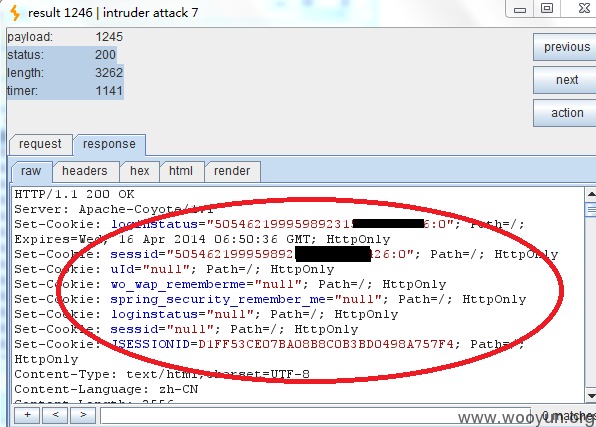 result 1246 | intruder attack 7
payload: 1245
status: 200
length: 3262
timer: 1141
previous
next
action
request response
raw headers hex html render
HTTP/1.1 200 OK
Server: Apache-Coyote/1.1
Set-Cookie: loginstatus="50546219995989231 6:0"; Path=/;
Expires=Wed, 16 Apr 2014 06:50:36 GMT; HttpOnly
Set-Cookie: sessid="505462199959892 426:0"; Path=/; HttpOnly
Set-Cookie: uId="null"; Path=/; HttpOnly
Set-Cookie: wo_wap_rememberme="null"; Path=/; HttpOnly
Set-Cookie: spring_security_remember_me="null"; Path=/; HttpOnly
Set-Cookie: loginstatus="null"; Path=/; HttpOnly
Set-Cookie: sessid="null"; Path=/; HttpOnly
Set-Cookie: JSESSIONID=D1FF53CE07BA08B8C0B3BD0498A757F4; Path=/;
HttpOnly
Content-Type: text/html;charset=UTF-8
Content-Language: zh-CN
Content-Length: 2556
+ < > 0 matches
www.wooyun.org